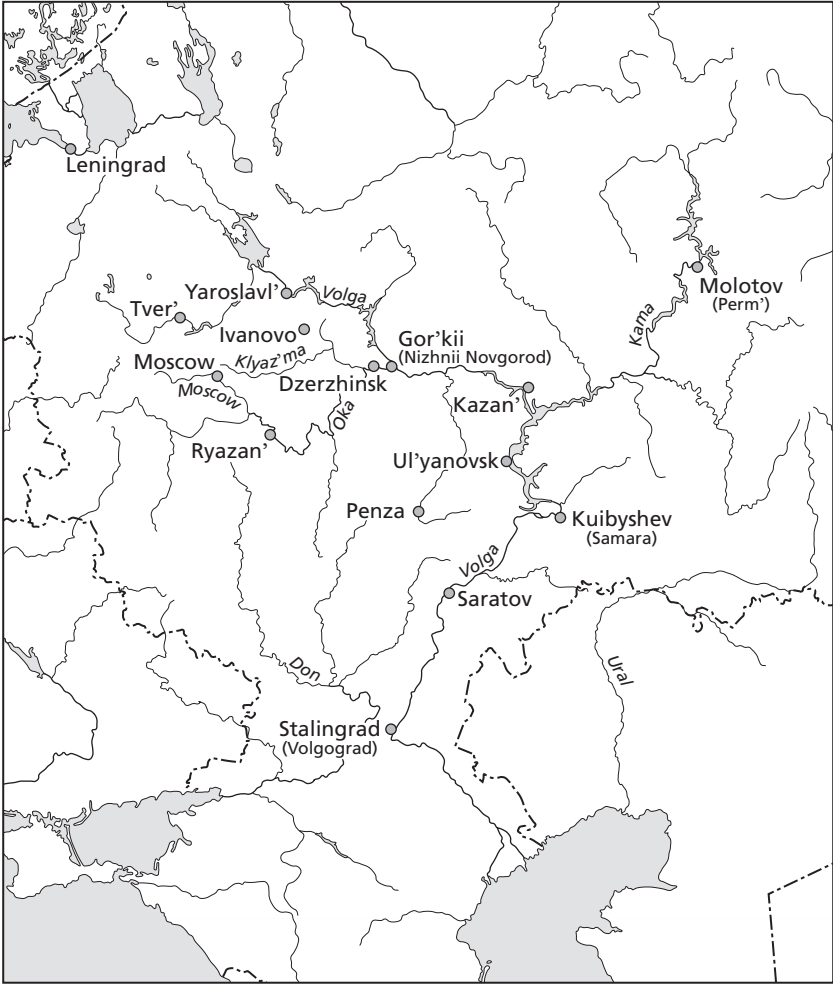 Leningrad
Molotov
(Perm’)
Yaroslavl’
Volga
Tver’
Kama
Ivanovo
Gor’kii
(Nizhnii Novgorod)
Moscow
Klyaz’ma
Dzerzhinsk
Moscow
Kazan’
Oka
Ryazan’
Ul’yanovsk
Penza
Kuibyshev
(Samara)
Volga
Saratov
Don
Ural
Stalingrad
(Volgograd)